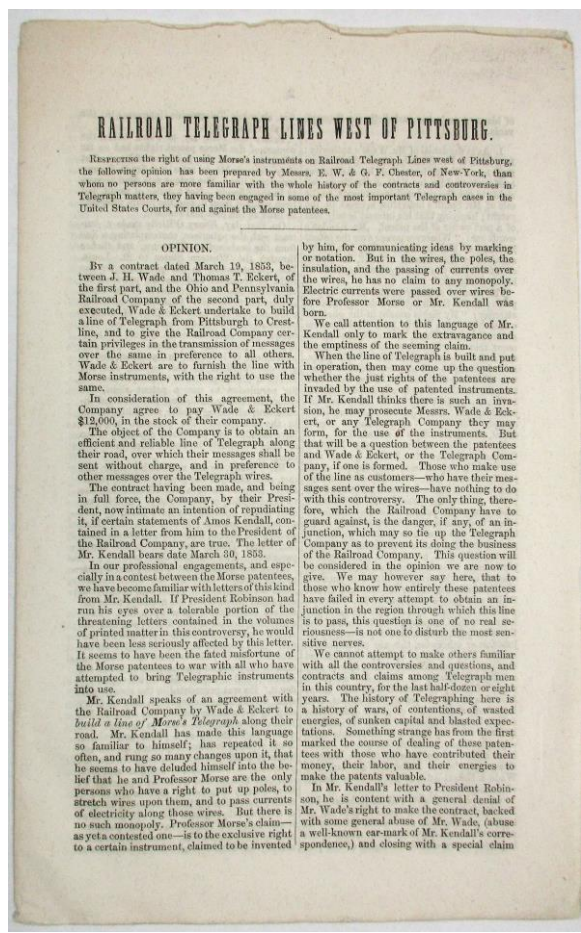 RAILROAD TELEGRAPH LINES WEST OF PITTSBURG.
RESPECTING the right of using Morse's instruments on Railroad Telegraph Lines west of Pittsburg,
the following opinion has been prepared by Messrs. E. W. & G. F. Chester, of New-York, than
whom no persons are more familiar with the whole history of the contracts and controversies in
Telegraph matters, they having been engaged in some of the most important Telegraph cases in the
United States Courts, for and against the Morse patentees.
OPINION.
By a contract dated March 19, 1853, be-
tween J. H. Wade and Thomas T. Eckert, of
the first part, and the Ohio and Pennsylvania
Railroad Company of the second part, duly
executed, Wade & Eckert undertake to build
a line of Telegraph from Pittsburgh to Crest-
line, and to give the Railroad Company cer-
tain privileges in the transmission of messages
over the same in preference to all others.
Wade & Eckert are to furnish the line with
Morse instruments, with the right to use the
same.
In consideration of this agreement, the
Company agree to pay Wade & Eckert
$12,000, in the stock of their company.
The object of the Company is to obtain an
efficient and reliable line of Telegraph along
their road, over which their messages shall be
sent without charge, and in preference to
other messages over the Telegraph wires.
The contract having been made, and being
in full force, the Company, by their Presi-
dent, now intimate an intention of repudiating
it, if certain statements of Amos Kendall, con-
tained in a letter from him to the President of
the Railroad Company, are true. The letter of
Mr. Kendall bears date March 30, 1853.
In our professional engagements, and espe-
cially in a contest between the Morse patentees,
we have become familiar with letters of this kind
from Mr. Kendall. If President Robinson had
run his eyes over a tolerable portion of the
threatening letters contained in the volumes
of printed matter in this controversy, he would
have been less seriously affected by this letter.
It seems to have been the fated misfortune of
the Morse patentees to war with all who have
attempted to bring Telegraphic instruments
into use.
Mr. Kendall speaks of an agreement with
the Railroad Company by Wade & Eckert to
build a line of Morse's Telegraph along their
road. Mr. Kendall has made this language
so familiar to himself; has repeated it so
often, and rung so many changes upon it, that
he seems to have deluded himself into the be-
lief that he and Professor Morse are the only
persons who have a right to put up poles, to
stretch wires upon them, and to pass currents
of electricity along those wires. But there is
no such monopoly. Professor Morse's claim—
as yet a contested one—is to the exclusive right
to a certain instrument, claimed to be invented
by him, for communicating ideas by marking
or notation. But in the wires, the poles, the
insulation, and the passing of currents over
the wires, he has no claim to any monopoly.
Electric currents were passed over wires be-
fore Professor Morse or Mr. Kendall was
born.
We call attention to this language of Mr.
Kendall only to mark the extravagance and
the emptiness of the seeming claim.
When the line of Telegraph is built and put
in operation, then may come up the question
whether the just rights of the patentees are
invaded by the use of patented instruments.
If Mr. Kendall thinks there is such an inva-
sion, he may prosecute Messrs. Wade & Eck-
ert, or any Telegraph Company they may
form, for the use of the instruments. But
that will be a question between the patentees
and Wade & Eckert, or the Telegraph Com-
pany, if one is formed. Those who make use
of the line as customers—who have their mes-
sages sent over the wires—have nothing to do
with this controversy. The only thing, there-
fore, which the Railroad Company have to
guard against, is the danger, if any, of an in-
junction, which may so tie up the Telegraph
Company as to prevent its doing the business
of the Railroad Company. This question will
be considered in the opinion we are now to
give. We may however say here, that to
those who know how entirely these patentees
have failed in every attempt to obtain an in-
junction in the region through which this line
is to pass, this question is one of no real se-
riousness—is not one to disturb the most sen-
sitive nerves.
We cannot attempt to make others familiar
with all the controversies and questions, and
contracts and claims among Telegraph men
in this country, for the last half-dozen or eight
years. The history of Telegraphing here is
a history of wars, of contentions, of wasted
energies, of sunken capital and blasted expec-
tations. Something strange has from the first
marked the course of dealing of these paten-
tees with those who have contributed their
money, their labor, and their energies to
make the patents valuable.
In Mr. Kendall's letter to President Robin-
son, he is content with a general denial of
Mr. Wade's right to make the contract, backed
with some general abuse of Mr. Wade, (abuse
a well-known ear-mark of Mr. Kendall's corre-
spondence,) and closing with a special claim